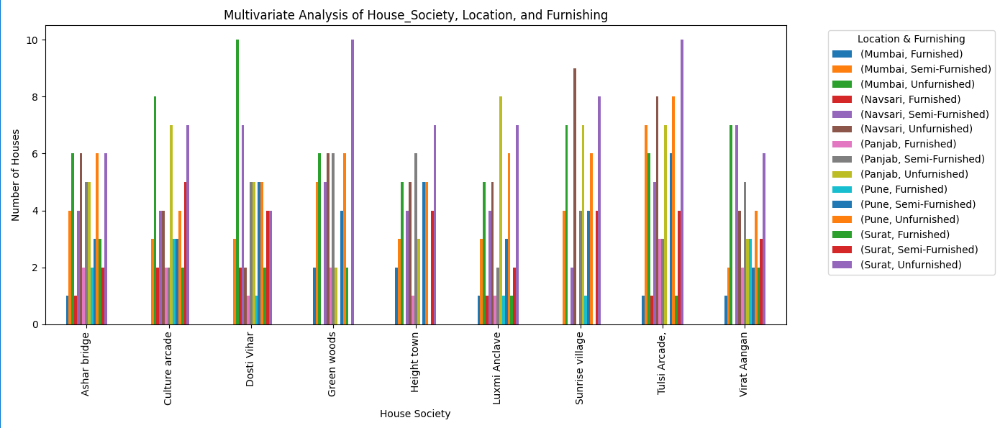 Multivariate Analysis of House_Society, Location, and Furnishing
Number of Houses
10
8
6
4
2
0
Ashar bridge
Culture arcade
Dosti Vihar
Green woods
Height town
Luxmi Anclave
Sunrise village
Tulsi Arcade,
Virat Aangan
House Society
Location & Furnishing
(Mumbai, Furnished)
(Mumbai, Semi-Furnished)
(Mumbai, Unfurnished)
(Navsari, Furnished)
(Navsari, Semi-Furnished)
(Navsari, Unfurnished)
(Panjab, Furnished)
(Panjab, Semi-Furnished)
(Panjab, Unfurnished)
(Pune, Furnished)
(Pune, Semi-Furnished)
(Pune, Unfurnished)
(Surat, Furnished)
(Surat, Semi-Furnished)
(Surat, Unfurnished)